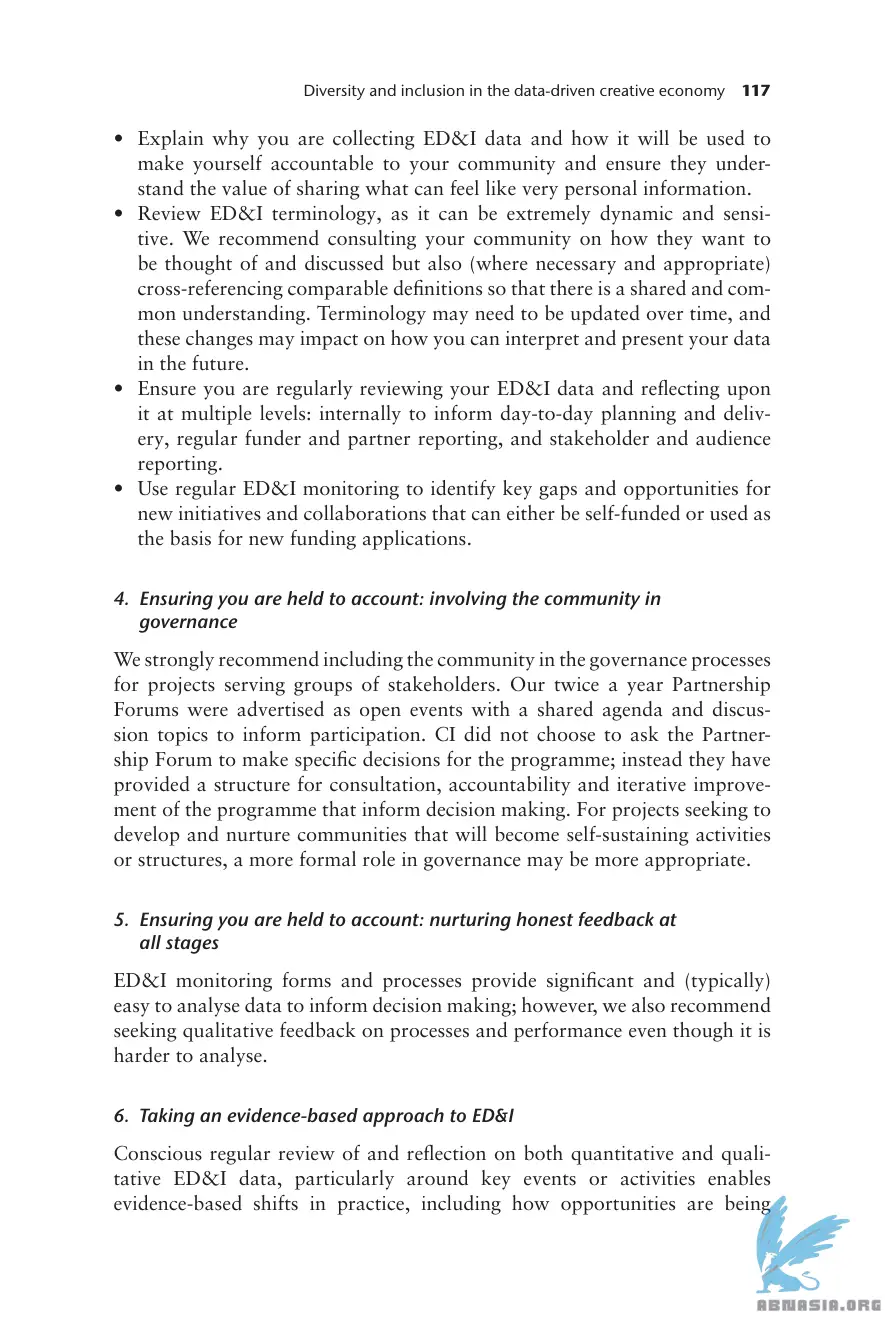 Diversity and inclusion in the data-driven creative economy 117
• Explain why you are collecting ED&I data and how it will be used to
make yourself accountable to your community and ensure they under-
stand the value of sharing what can feel like very personal information.
• Review ED&I terminology, as it can be extremely dynamic and sensi-
tive. We recommend consulting your community on how they want to
be thought of and discussed but also (where necessary and appropriate)
cross-referencing comparable definitions so that there is a shared and com-
mon understanding. Terminology may need to be updated over time, and
these changes may impact on how you can interpret and present your data
in the future.
• Ensure you are regularly reviewing your ED&I data and reflecting upon
it at multiple levels: internally to inform day-to-day planning and deliv-
ery, regular funder and partner reporting, and stakeholder and audience
reporting.
• Use regular ED&I monitoring to identify key gaps and opportunities for
new initiatives and collaborations that can either be self-funded or used as
the basis for new funding applications.
4. Ensuring you are held to account: involving the community in
governance
We strongly recommend including the community in the governance processes
for projects serving groups of stakeholders. Our twice a year Partnership
Forums were advertised as open events with a shared agenda and discus-
sion topics to inform participation. CI did not choose to ask the Partner-
ship Forum to make specific decisions for the programme; instead they have
provided a structure for consultation, accountability and iterative improve-
ment of the programme that inform decision making. For projects seeking to
develop and nurture communities that will become self-sustaining activities
or structures, a more formal role in governance may be more appropriate.
5. Ensuring you are held to account: nurturing honest feedback at
all stages
ED&I monitoring forms and processes provide significant and (typically)
easy to analyse data to inform decision making; however, we also recommend
seeking qualitative feedback on processes and performance even though it is
harder to analyse.
6. Taking an evidence-based approach to ED&I
Conscious regular review of and reflection on both quantitative and quali-
tative ED&I data, particularly around key events or activities enables
evidence-based shifts in practice, including how opportunities are being
ABNASIA.ORG